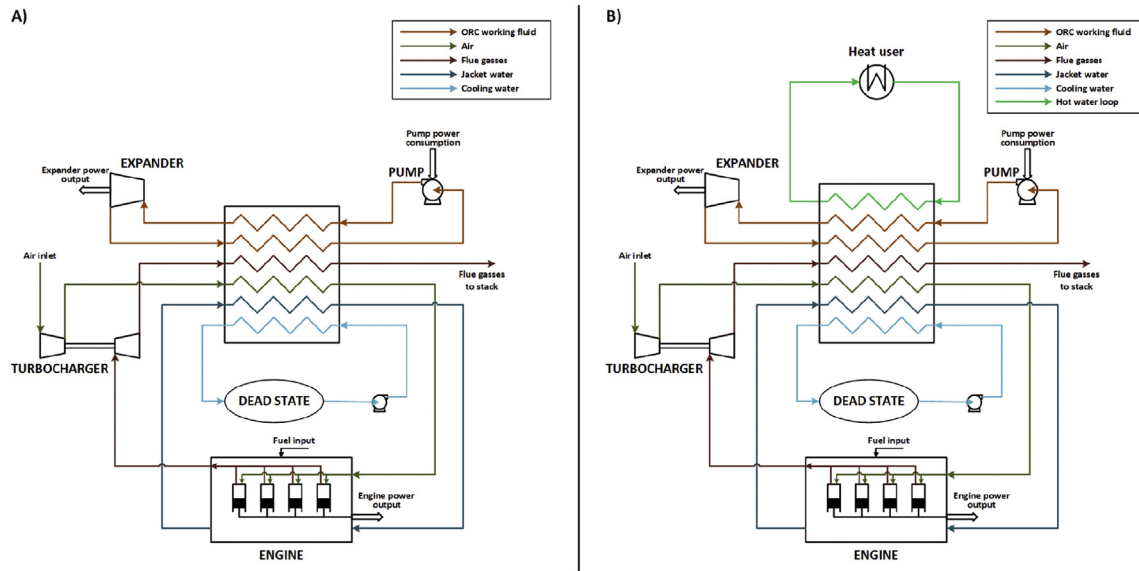 A)
ORC working fluid
Air
Flue gasses
Jacket water
Cooling water
Pump power
consumption
EXPANDER
Expander power
output
PUMP
Air inlet
Flue gasses
to stack
TURBOCHARGER
DEAD STATE
Fuel input
Engine power
output
ENGINE
B)
ORC working fluid
Air
Flue gasses
Jacket water
Cooling water
Hot water loop
Heat user
Pump power
consumption
EXPANDER
Expander power
output
PUMP
Air inlet
Flue gasses
to stack
TURBOCHARGER
DEAD STATE
Fuel input
Engine power
output
ENGINE